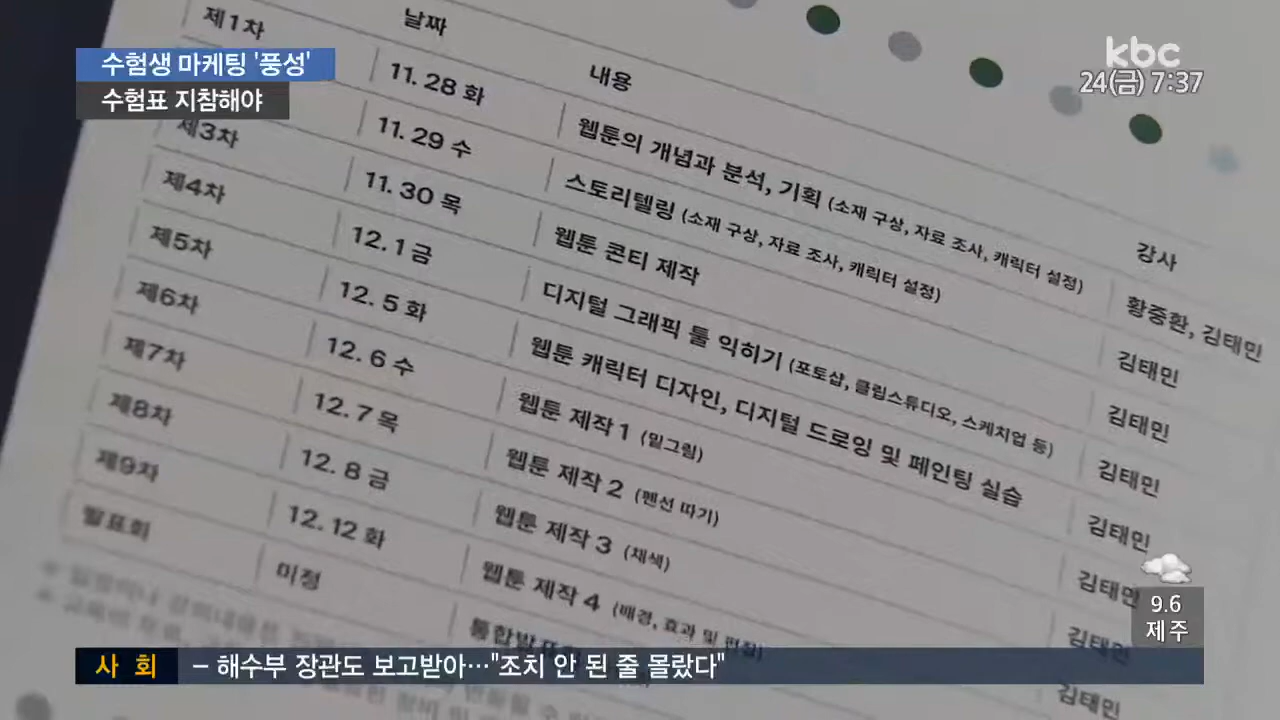 kbc
24(금) 7:37
수험생 마케팅 '풍성'
수험표 지참해야
날짜 내용 강사
제1차 11. 28 화 웹툰의 개념과 분석, 기획 (소재 구상, 자료 조사, 캐릭터 설정) 황중환, 김태민
11. 29 수 스토리텔링 (소재 구상, 자료 조사, 캐릭터 설정) 김태민
제3차 11. 30 목 웹툰 콘티 제작 김태민
제4차 12. 1 금 디지털 그래픽 툴 익히기 (포토샵, 클립스튜디오, 스케치업 등) 김태민
제5차 12. 5 화 웹툰 캐릭터 디자인, 디지털 드로잉 및 페인팅 실습 김태민
제6차 12. 6 수 웹툰 제작 1 (밑그림) 김태민
제7차 12. 7 목 웹툰 제작 2 (펜선 따기) 김태민
제8차 12. 8 금 웹툰 제작 3 (채색) 김태민
제9차 12. 12 화 웹툰 제작 4 (배경, 효과 및 편집)
발표회 미정
9.6
제주
사 회 – 해수부 장관도 보고받아…"조치 안 된 줄 몰랐다"